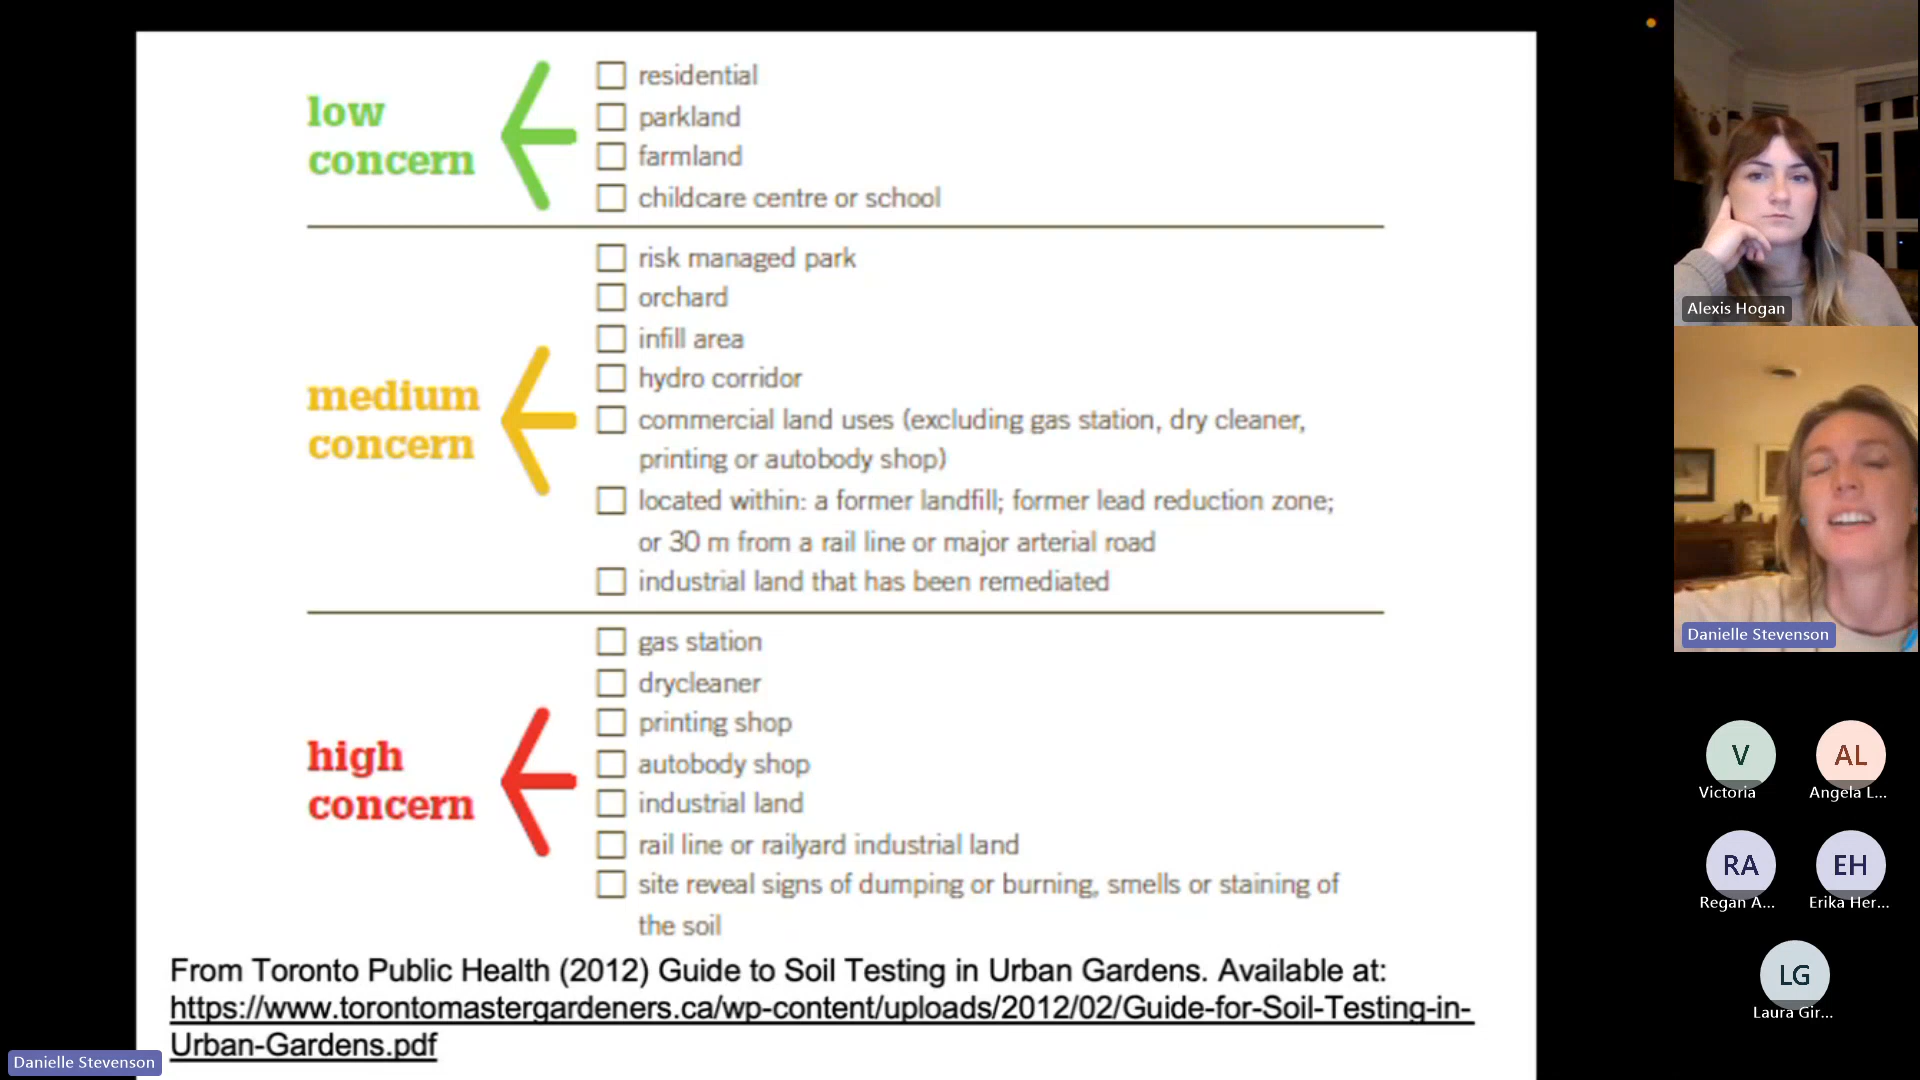 low
concern
residential
parkland
farmland
childcare centre or school
medium
concern
risk managed park
orchard
infill area
hydro corridor
commercial land uses (excluding gas station, dry cleaner,
printing or autobody shop)
located within: a former landfill; former lead reduction zone;
or 30 m from a rail line or major arterial road
industrial land that has been remediated
high
concern
gas station
drycleaner
printing shop
autobody shop
industrial land
rail line or railyard industrial land
site reveal signs of dumping or burning, smells or staining of
the soil
From Toronto Public Health (2012) Guide to Soil Testing in Urban Gardens. Available at:
https://www.torontomastergardeners.ca/wp-content/uploads/2012/02/Guide-for-Soil-Testing-in-
Urban-Gardens.pdf
Danielle Stevenson
Alexis Hogan
Danielle Stevenson
V
Victoria
AL
Angela L...
RA
Regan A...
EH
Erika Her...
LG
Laura Gir...